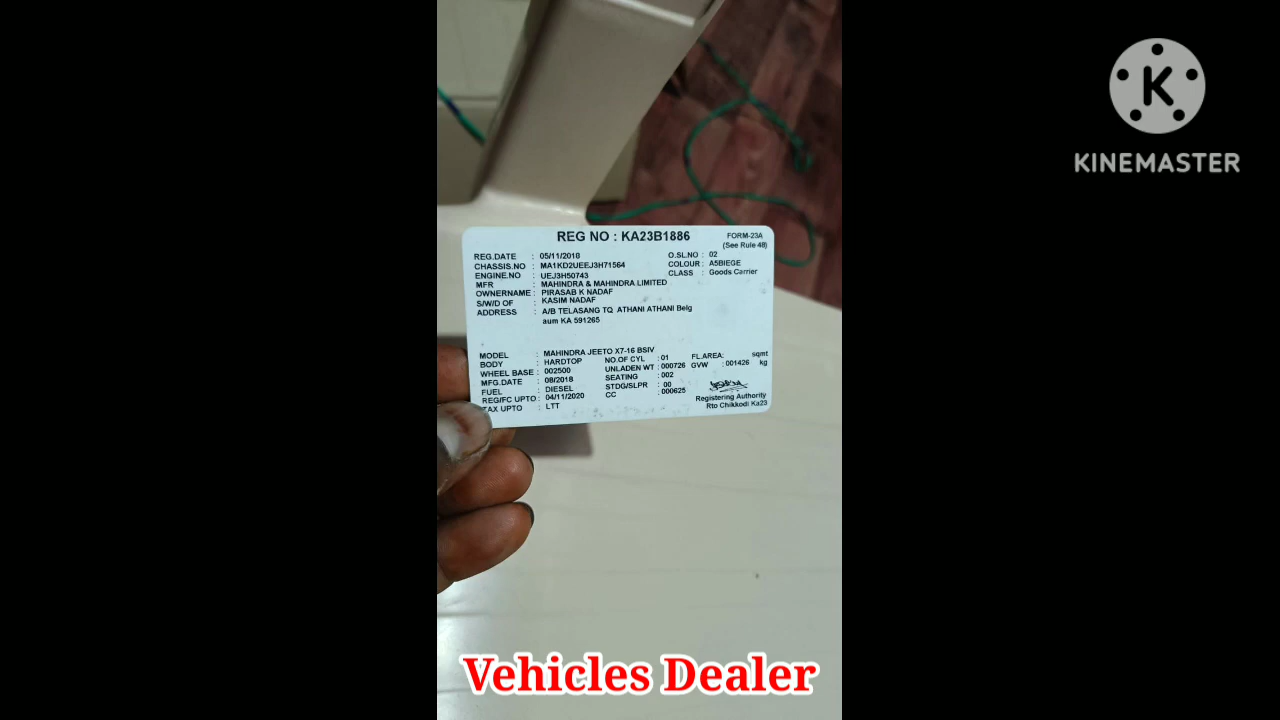 KINEMASTER
REG NO : KA23B1886
FORM-23A
(See Rule 48)
REG.DATE : 05/11/2018 O.SL.NO : 02
CHASSIS.NO : MA1KD2UEEJ3H71564 COLOUR : A5BIEGE
ENGINE.NO : UEJ3H50743 CLASS : Goods Carrier
MFR : MAHINDRA & MAHINDRA LIMITED
OWNERNAME : PIRASAB K NADAF
S/W/D OF : KASIM NADAF
ADDRESS : A/B TELASANG TQ ATHANI ATHANI Belg
aum KA 591265
MODEL : MAHINDRA JEETO X7-16 BSIV
BODY : HARDTOP NO.OF CYL : 01 FL.AREA: sqmt
WHEEL BASE : 002500 UNLADEN WT : 000726 GVW : 001426 kg
MFG.DATE : 08/2018 SEATING : 002
FUEL : DIESEL STDG/SLPR : 00
REG/FC UPTO : 04/11/2020 CC : 000625 Registering Authority
TAX UPTO : LTT Rto Chikkodi Ka23
Vehicles Dealer